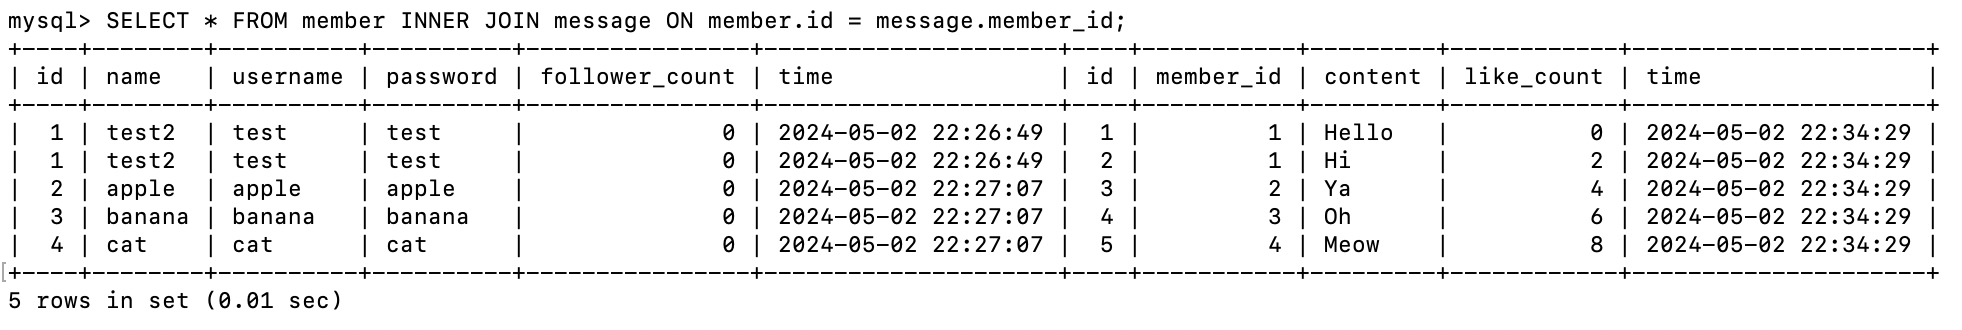 mysql> SELECT * FROM member INNER JOIN message ON member.id = message.member_id;
+----+--------+----------+----------+----------------+---------------------+----+-----------+---------+------------+---------------------+
| id | name   | username | password | follower_count | time                | id | member_id | content | like_count | time                |
+----+--------+----------+----------+----------------+---------------------+----+-----------+---------+------------+---------------------+
|  1 | test2  | test     | test     |              0 | 2024-05-02 22:26:49 | 1 |         1 | Hello   |          0 | 2024-05-02 22:34:29 |
|  1 | test2  | test     | test     |              0 | 2024-05-02 22:26:49 | 2 |         1 | Hi      |          2 | 2024-05-02 22:34:29 |
|  2 | apple  | apple    | apple    |              0 | 2024-05-02 22:27:07 | 3 |         2 | Ya      |          4 | 2024-05-02 22:34:29 |
|  3 | banana | banana   | banana   |              0 | 2024-05-02 22:27:07 | 4 |         3 | Oh      |          6 | 2024-05-02 22:34:29 |
|  4 | cat    | cat      | cat      |              0 | 2024-05-02 22:27:07 | 5 |         4 | Meow    |          8 | 2024-05-02 22:34:29 |
+----+--------+----------+----------+----------------+---------------------+----+-----------+---------+------------+---------------------+
5 rows in set (0.01 sec)